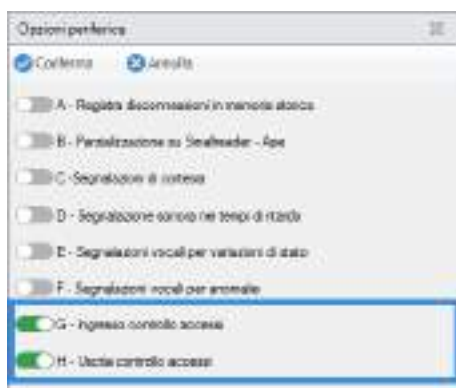 Opzioni periferica
Conferma Annulla
A - Registra disconnessioni in memoria storica
B - Parzializzazione su Smartreader - Ape
C - Segnalazioni di cortesia
D - Segnalazione sonora nei tempi di ritardo
E - Segnalazioni vocali per variazioni di stato
F - Segnalazioni vocali per anomalie
G - Ingresso controllo accessi
H - Uscita controllo accessi